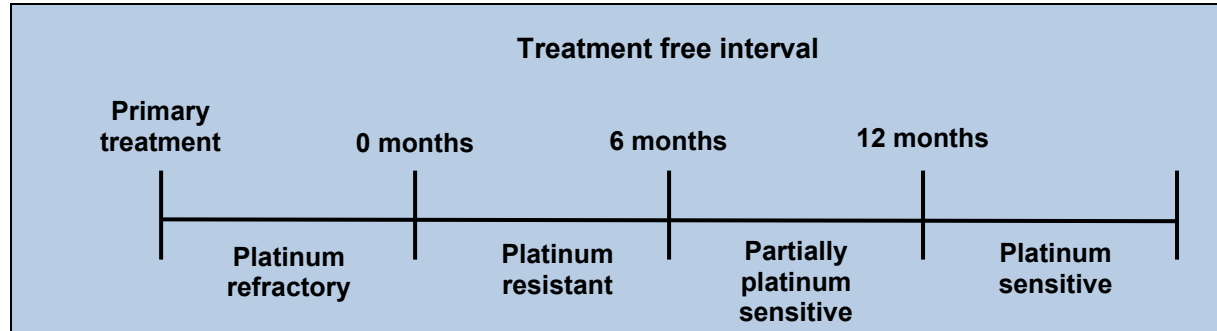 Treatment free interval
Primary
treatment
0 months
6 months
12 months
Platinum
refractory
Platinum
resistant
Partially
platinum
sensitive
Platinum
sensitive